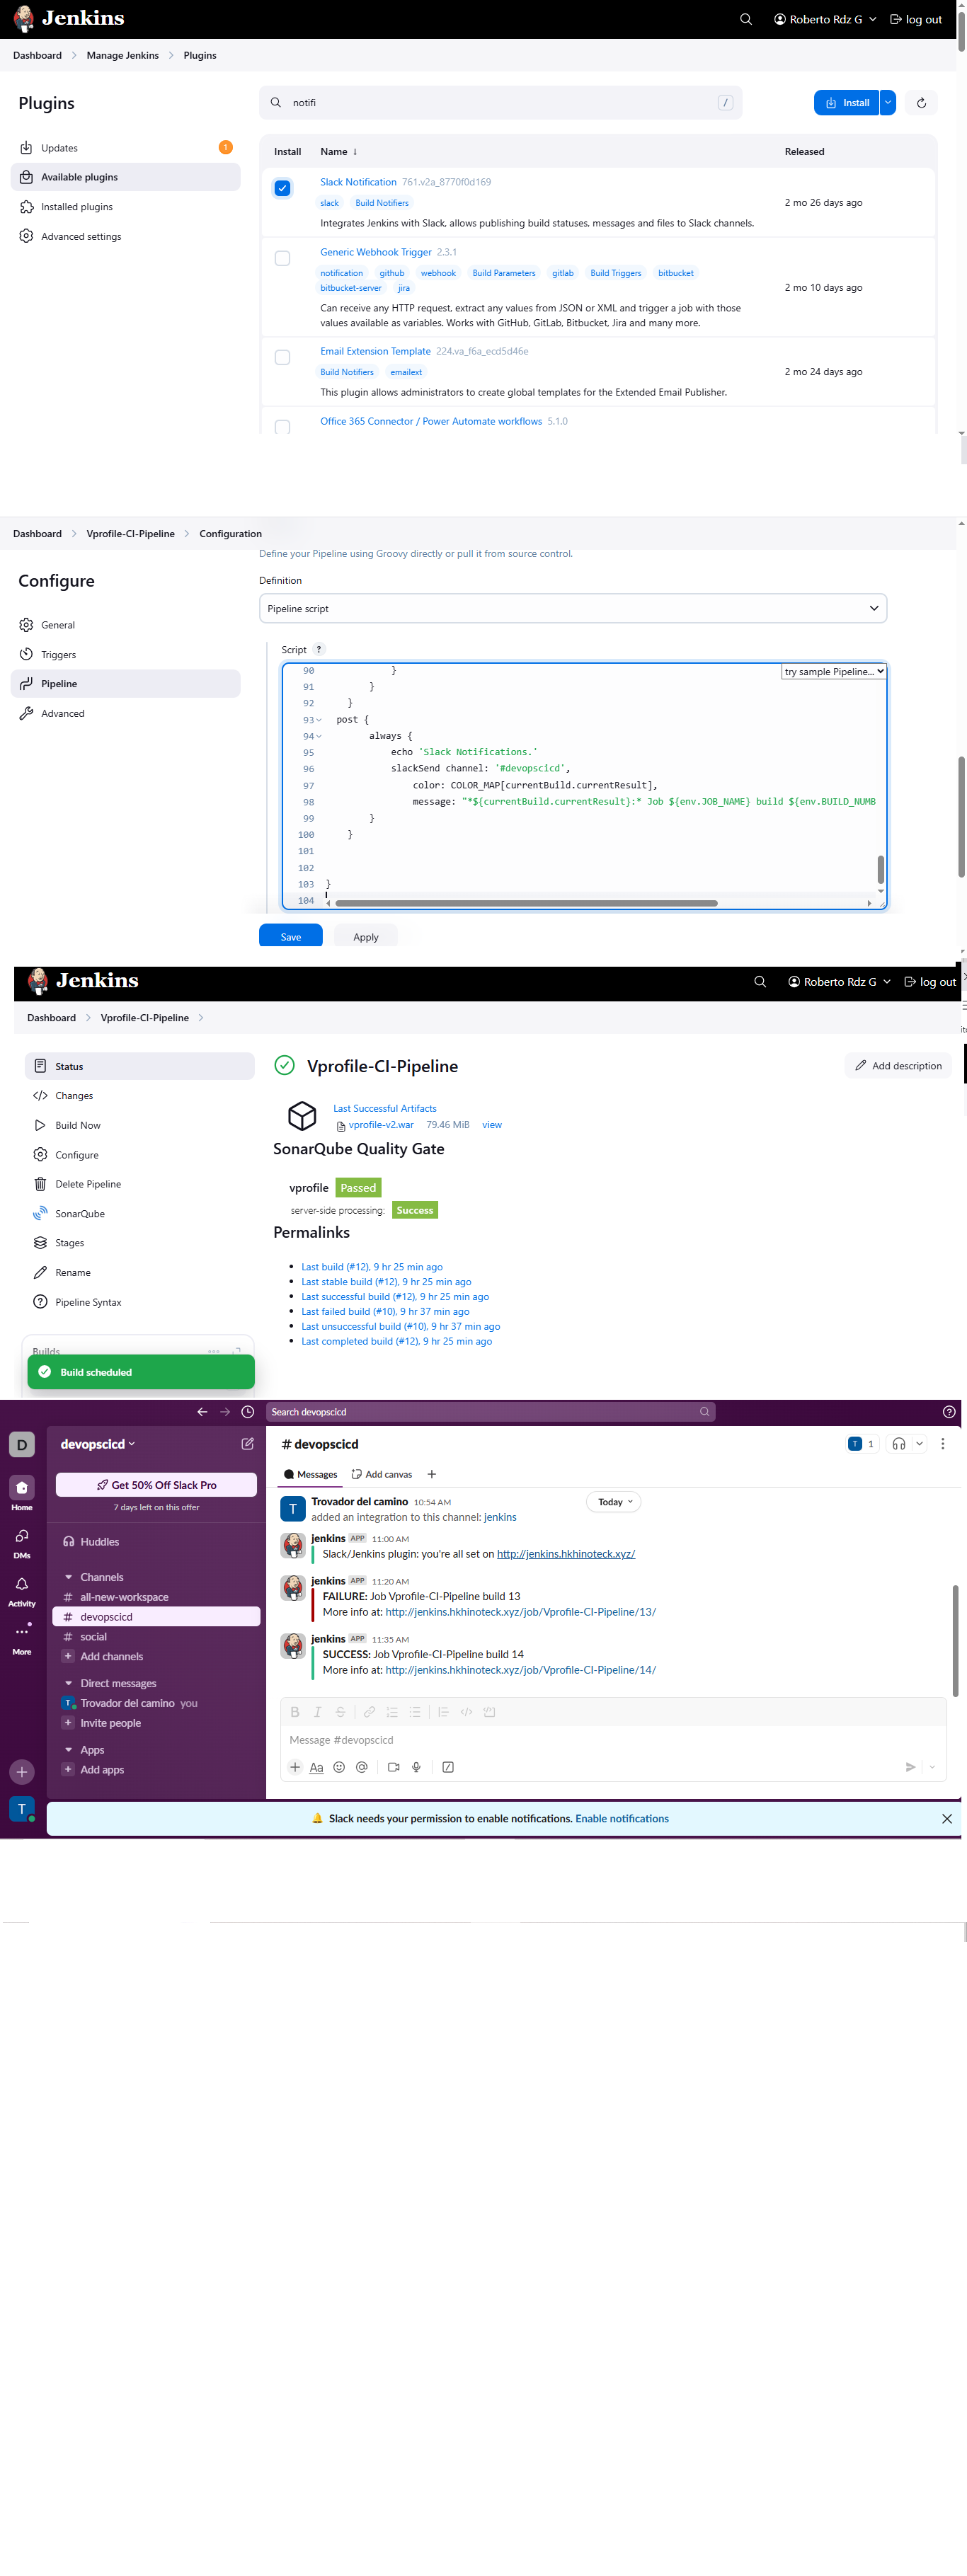 Jenkins
Roberto Rdz G
log out
Dashboard > Manage Jenkins > Plugins
Plugins
notifi
/
Install
Updates
1
Available plugins
Installed plugins
Advanced settings
Install Name ↓ Released
Slack Notification 761.v2a_8770f0d169
slack Build Notifiers
2 mo 26 days ago
Integrates Jenkins with Slack, allows publishing build statuses, messages and files to Slack channels.
Generic Webhook Trigger 2.3.1
notification github webhook Build Parameters gitlab Build Triggers bitbucket
bitbucket-server jira
2 mo 10 days ago
Can receive any HTTP request, extract any values from JSON or XML and trigger a job with those
values available as variables. Works with GitHub, GitLab, Bitbucket, Jira and many more.
Email Extension Template 224.va_f6a_ecd5d46e
Build Notifiers emailext
2 mo 24 days ago
This plugin allows administrators to create global templates for the Extended Email Publisher.
Office 365 Connector / Power Automate workflows 5.1.0
Dashboard > Vprofile-CI-Pipeline > Configuration
Configure
General
Triggers
Pipeline
Advanced
Define your Pipeline using Groovy directly or pull it from source control.
Definition
Pipeline script
Script ?
try sample Pipeline...
90 }
91 }
92 }
93 post {
94 always {
95 echo 'Slack Notifications.'
96 slackSend channel: '#devopscicd',
97 color: COLOR_MAP[currentBuild.currentResult],
98 message: "*${currentBuild.currentResult}:* Job ${env.JOB_NAME} build ${env.BUILD_NUMB
99 }
100 }
101
102
103 }
104
Save Apply
Jenkins
Roberto Rdz G
log out
Dashboard > Vprofile-CI-Pipeline >
Status
Changes
Build Now
Configure
Delete Pipeline
SonarQube
Stages
Rename
Pipeline Syntax
Builds
Build scheduled
Vprofile-CI-Pipeline
Add description
Last Successful Artifacts
vprofile-v2.war 79.46 MiB view
SonarQube Quality Gate
vprofile Passed
server-side processing: Success
Permalinks
Last build (#12), 9 hr 25 min ago
Last stable build (#12), 9 hr 25 min ago
Last successful build (#12), 9 hr 25 min ago
Last failed build (#10), 9 hr 37 min ago
Last unsuccessful build (#10), 9 hr 37 min ago
Last completed build (#12), 9 hr 25 min ago
Search devopscicd
D
Home
DMs
Activity
More
T
devopscicd
Get 50% Off Slack Pro
7 days left on this offer
Huddles
Channels
# all-new-workspace
# devopscicd
# social
Add channels
Direct messages
T Trovador del camino you
Invite people
Apps
Add apps
# devopscicd
T 1
Messages Add canvas
Today
T
Trovador del camino 10:54 AM
added an integration to this channel: jenkins
jenkins APP 11:00 AM
Slack/Jenkins plugin: you're all set on http://jenkins.hkhinoteck.xyz/
jenkins APP 11:20 AM
FAILURE: Job Vprofile-CI-Pipeline build 13
More info at: http://jenkins.hkhinoteck.xyz/job/Vprofile-CI-Pipeline/13/
jenkins APP 11:35 AM
SUCCESS: Job Vprofile-CI-Pipeline build 14
More info at: http://jenkins.hkhinoteck.xyz/job/Vprofile-CI-Pipeline/14/
Message #devopscicd
Aa
Slack needs your permission to enable notifications. Enable notifications